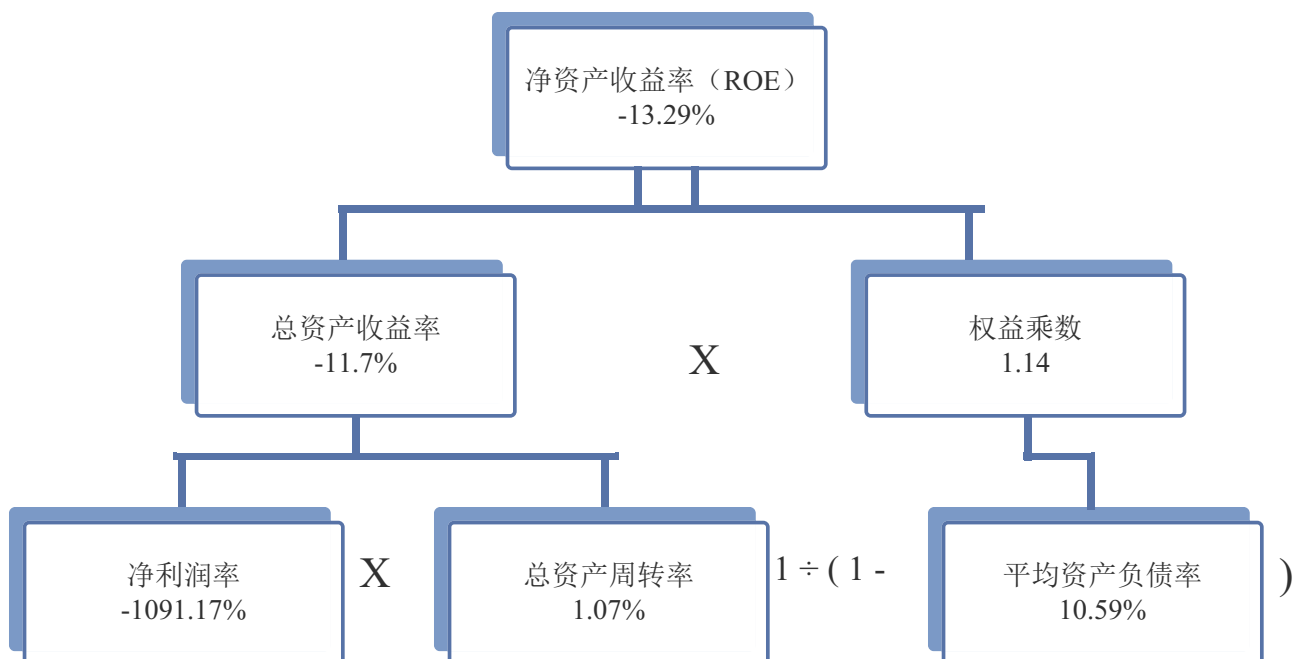 净资产收益率（ROE）
-13.29%
总资产收益率
-11.7%
X
权益乘数
1.14
净利润率
-1091.17%
X
总资产周转率
1.07%
1 ÷ ( 1 -
平均资产负债率
10.59%
)